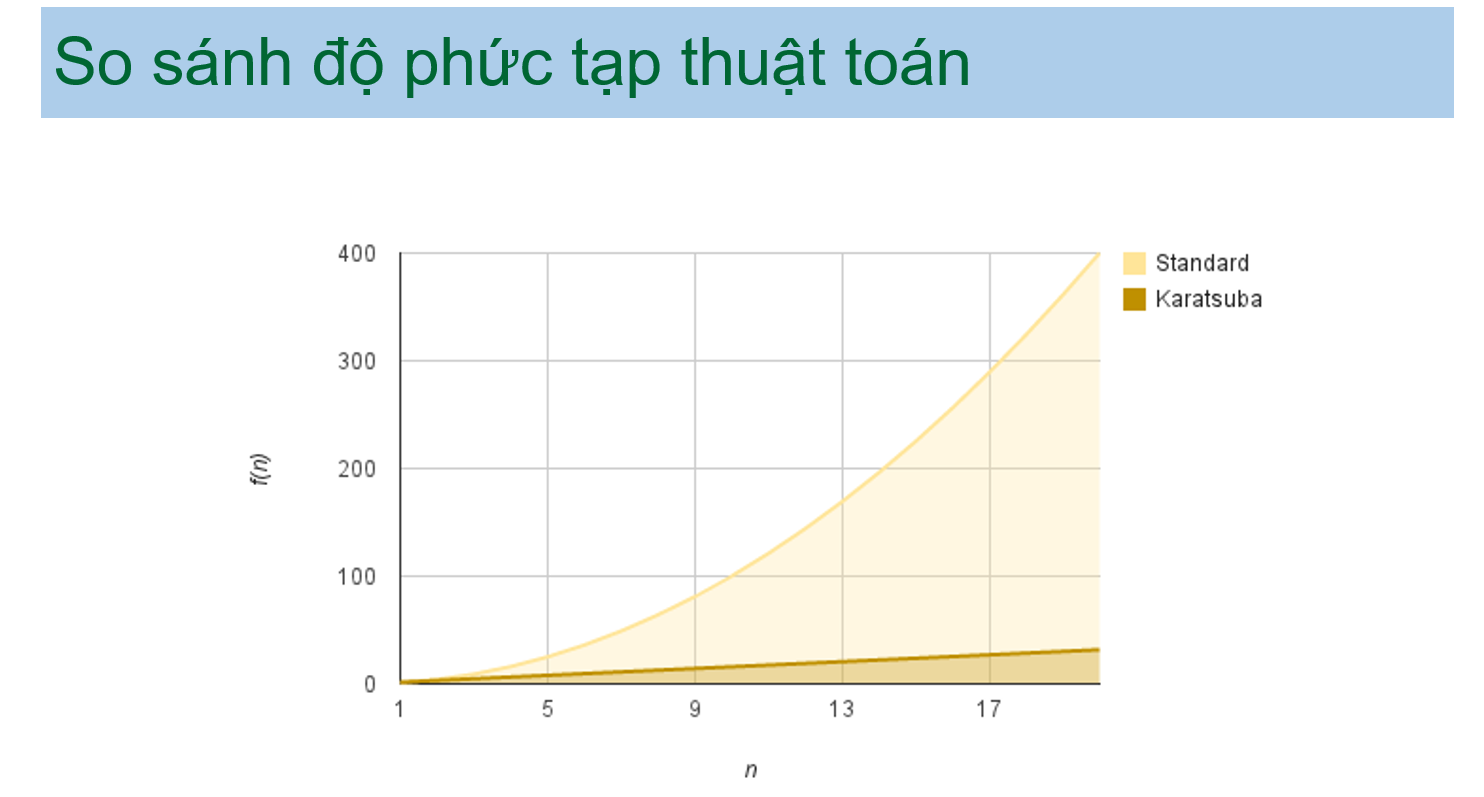 So sánh độ phức tạp thuật toán
400
Standard
Karatsuba
300
f(n)
200
100
0
1 5 9 13 17
n